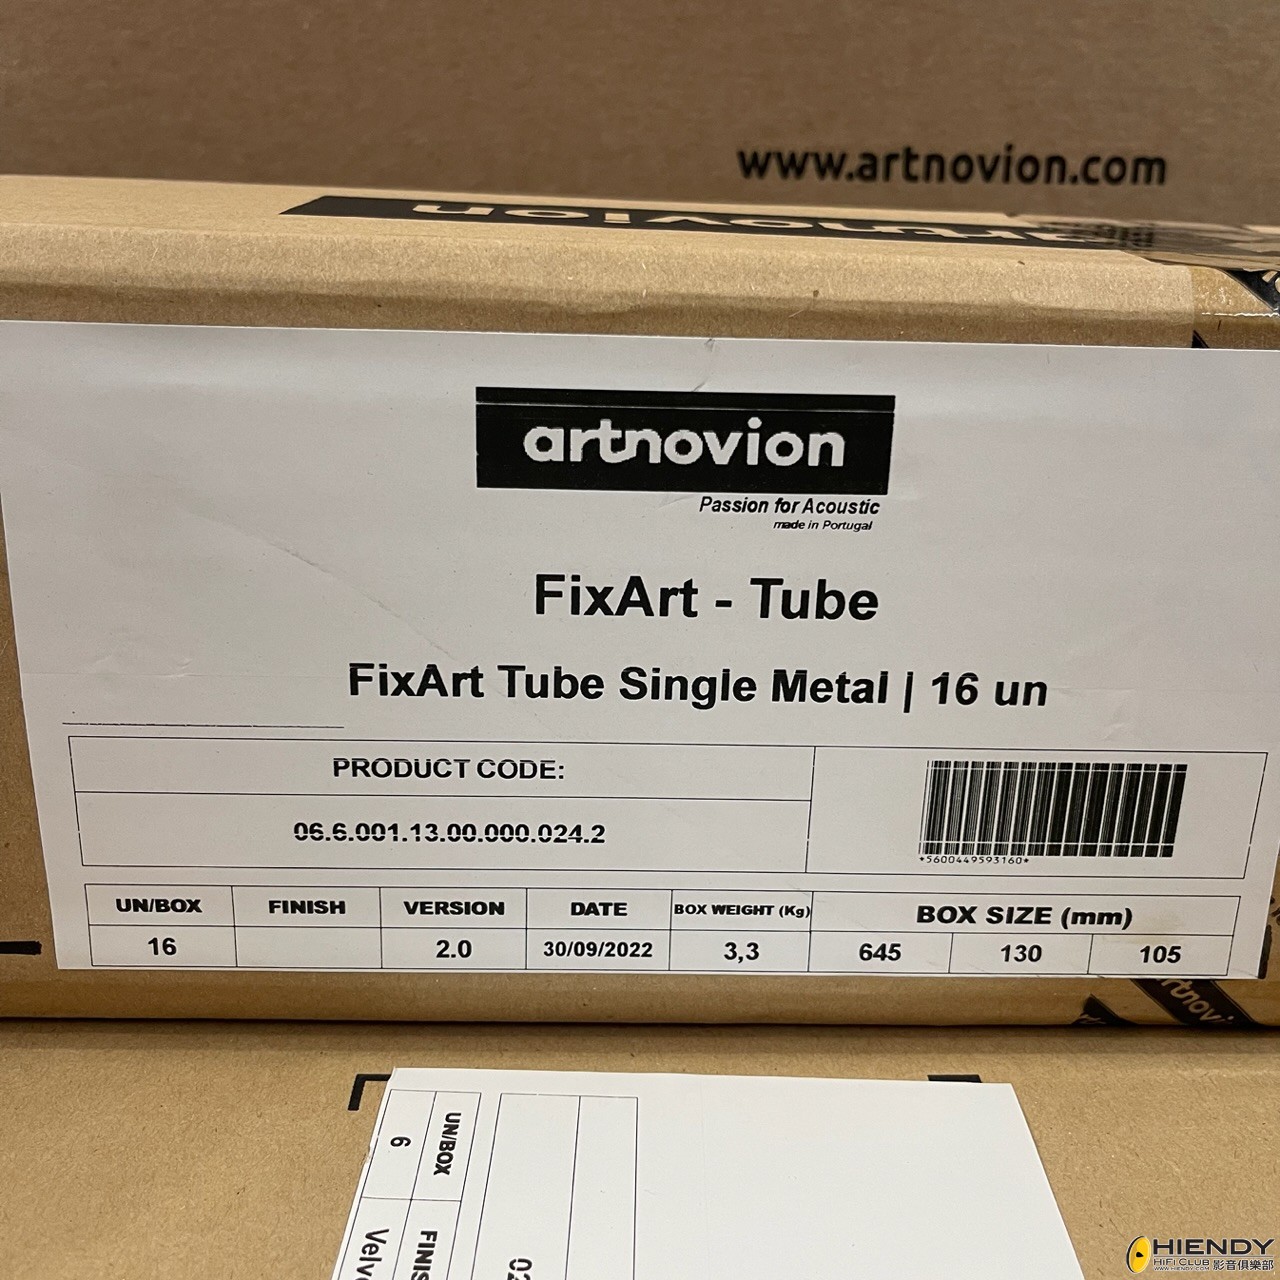 www.artnovion.com
artnovion
artnovion
Passion for Acoustic
made in Portugal
FixArt - Tube
FixArt Tube Single Metal | 16 un
PRODUCT CODE:
06.6.001.13.00.000.024.2
*5600449593160*
UN/BOX FINISH VERSION DATE BOX WEIGHT (Kg) BOX SIZE (mm)
16 2.0 30/09/2022 3,3 645 130 105
UN/BOX
6
HIENDY
HIFI CLUB 影音俱樂部
WWW.HIENDY.COM